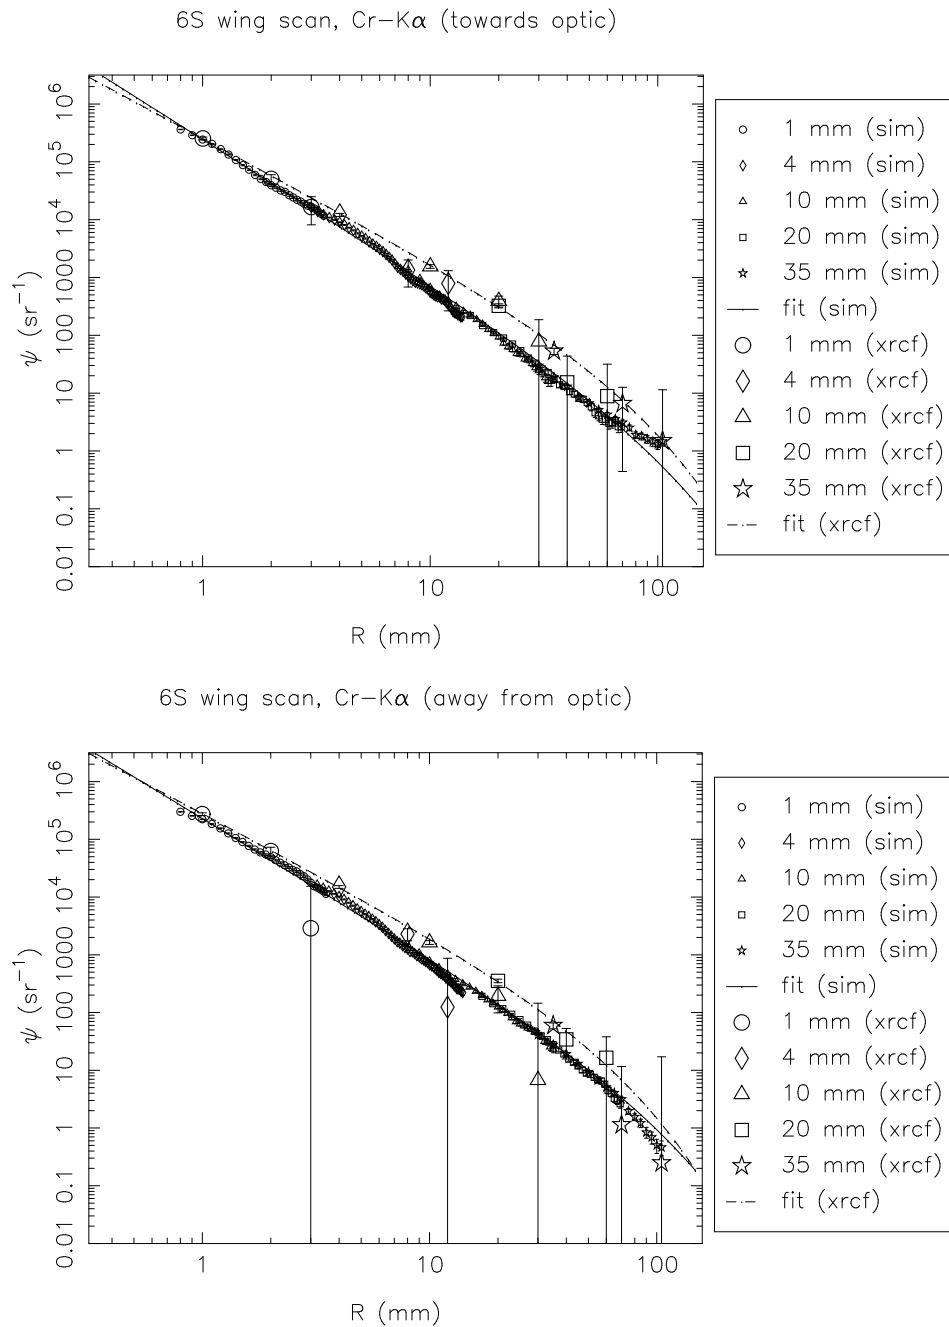 6S wing scan, Cr−Kα (towards optic)
10⁶
10⁵
10⁴
1000
100
10
1
0.1
0.01
ψ (sr⁻¹)
1 10 100
R (mm)
1 mm (sim)
4 mm (sim)
10 mm (sim)
20 mm (sim)
35 mm (sim)
fit (sim)
1 mm (xrcf)
4 mm (xrcf)
10 mm (xrcf)
20 mm (xrcf)
35 mm (xrcf)
fit (xrcf)
6S wing scan, Cr−Kα (away from optic)
10⁶
10⁵
10⁴
1000
100
10
1
0.1
0.01
ψ (sr⁻¹)
1 10 100
R (mm)
1 mm (sim)
4 mm (sim)
10 mm (sim)
20 mm (sim)
35 mm (sim)
fit (sim)
1 mm (xrcf)
4 mm (xrcf)
10 mm (xrcf)
20 mm (xrcf)
35 mm (xrcf)
fit (xrcf)